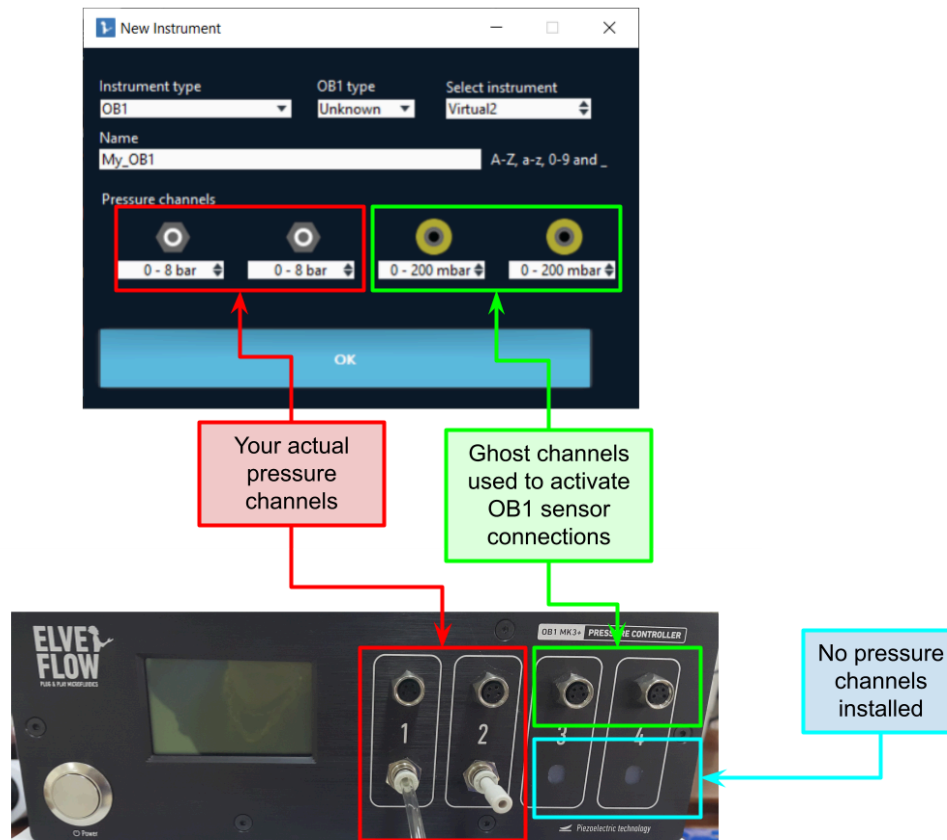 New Instrument
Instrument type
OB1 type
Select instrument
OB1
Unknown
Virtual2
Name
My_OB1
A-Z, a-z, 0-9 and _
Pressure channels
0 - 8 bar
0 - 8 bar
0 - 200 mbar
0 - 200 mbar
OK
Your actual
pressure
channels
Ghost channels
used to activate
OB1 sensor
connections
ELVE
FLOW
PLUG & PLAY MICROFLUIDICS
OB1 MK3+
PRESSURE CONTROLLER
1
2
3
4
Power
Piezoelectric technology
No pressure
channels
installed